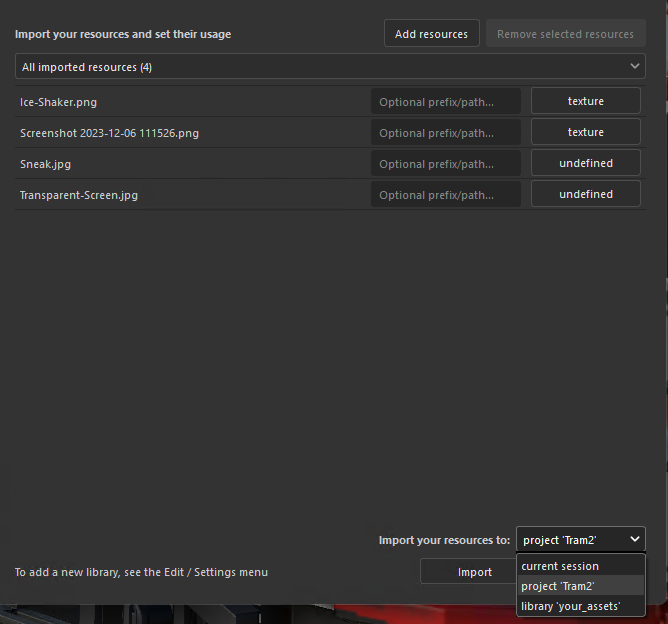 Import your resources and set their usage Add resources Remove selected resources
All imported resources (4)
Ice-Shaker.png Optional prefix/path... texture
Screenshot 2023-12-06 111526.png Optional prefix/path... texture
Sneak.jpg Optional prefix/path... undefined
Transparent-Screen.jpg Optional prefix/path... undefined
Import your resources to: project 'Tram2'
current session
To add a new library, see the Edit / Settings menu Import
project 'Tram2'
library 'your_assets'